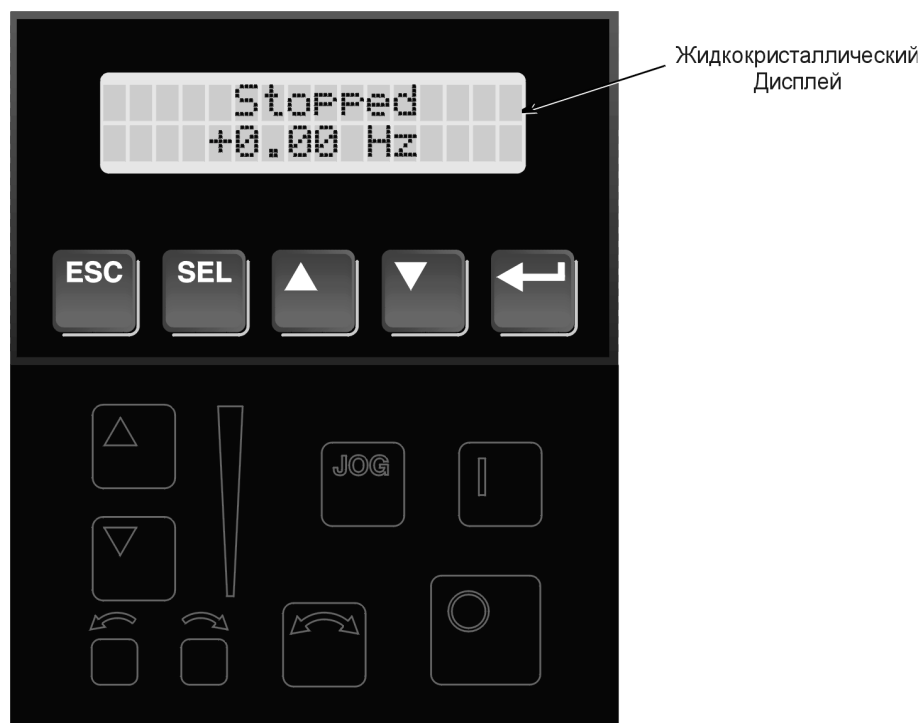 Жидкокристаллический
Дисплей
Stopped
+0.00 Hz
ESC
SEL
JOG